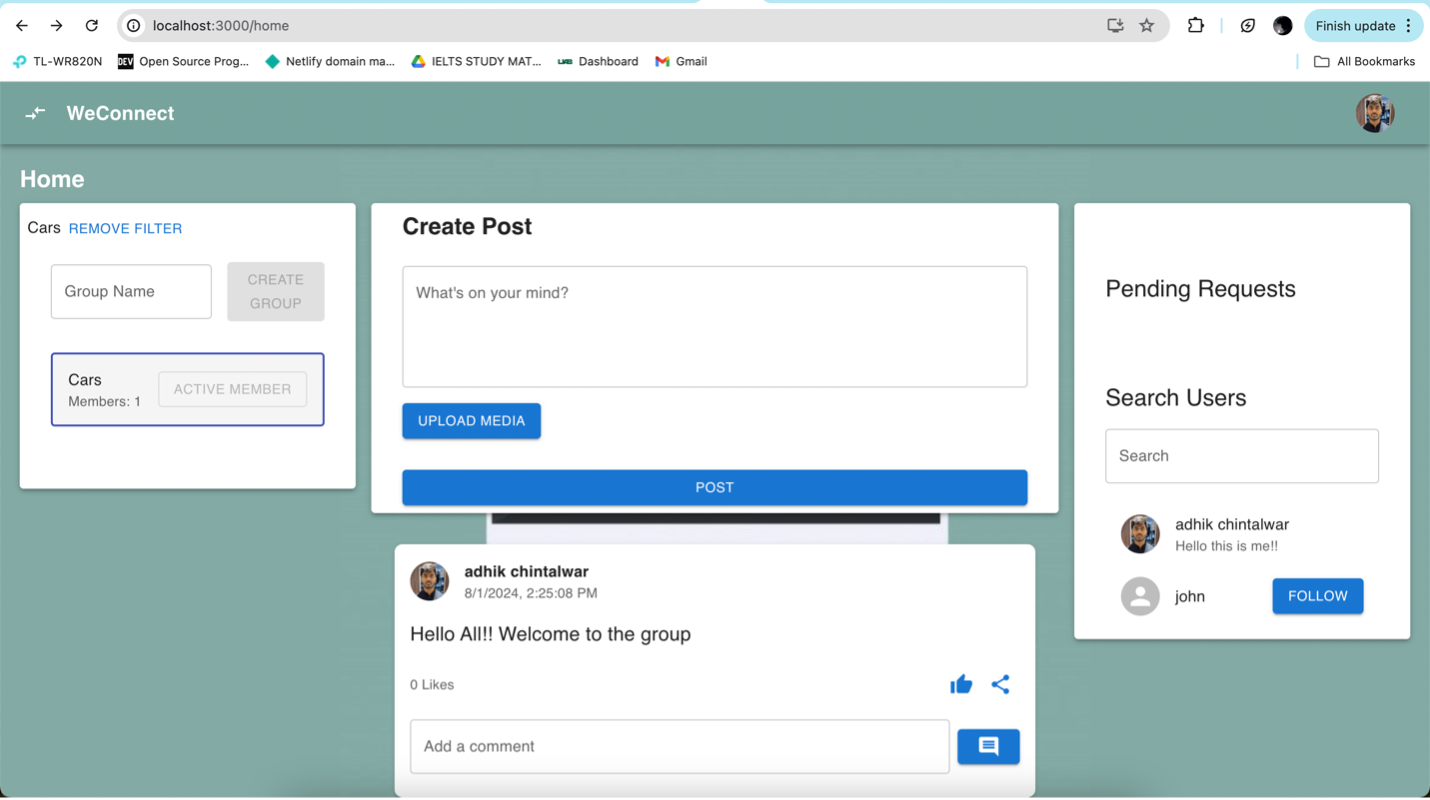 localhost:3000/home
Finish update
TL-WR820N
DEV
Open Source Prog...
Netlify domain ma...
IELTS STUDY MAT...
UAB
Dashboard
Gmail
All Bookmarks
WeConnect
Home
Cars REMOVE FILTER
Group Name
CREATE
GROUP
Cars
Members: 1
ACTIVE MEMBER
Create Post
What's on your mind?
UPLOAD MEDIA
POST
adhik chintalwar
8/1/2024, 2:25:08 PM
Hello All!! Welcome to the group
0 Likes
Add a comment
Pending Requests
Search Users
Search
adhik chintalwar
Hello this is me!!
john
FOLLOW